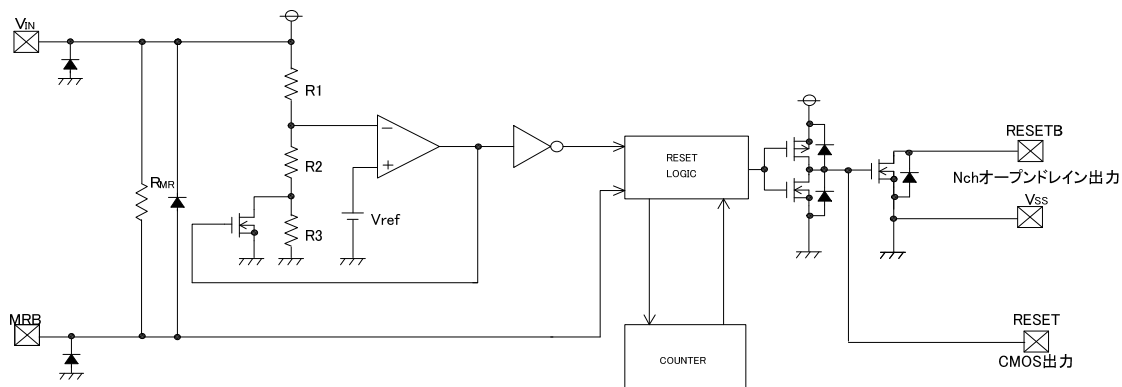 VIN
R1
R2
R3
RMR
Vref
RESET
LOGIC
RESETB
Nchオープンドレイン出力
VSS
MRB
COUNTER
RESET
CMOS出力